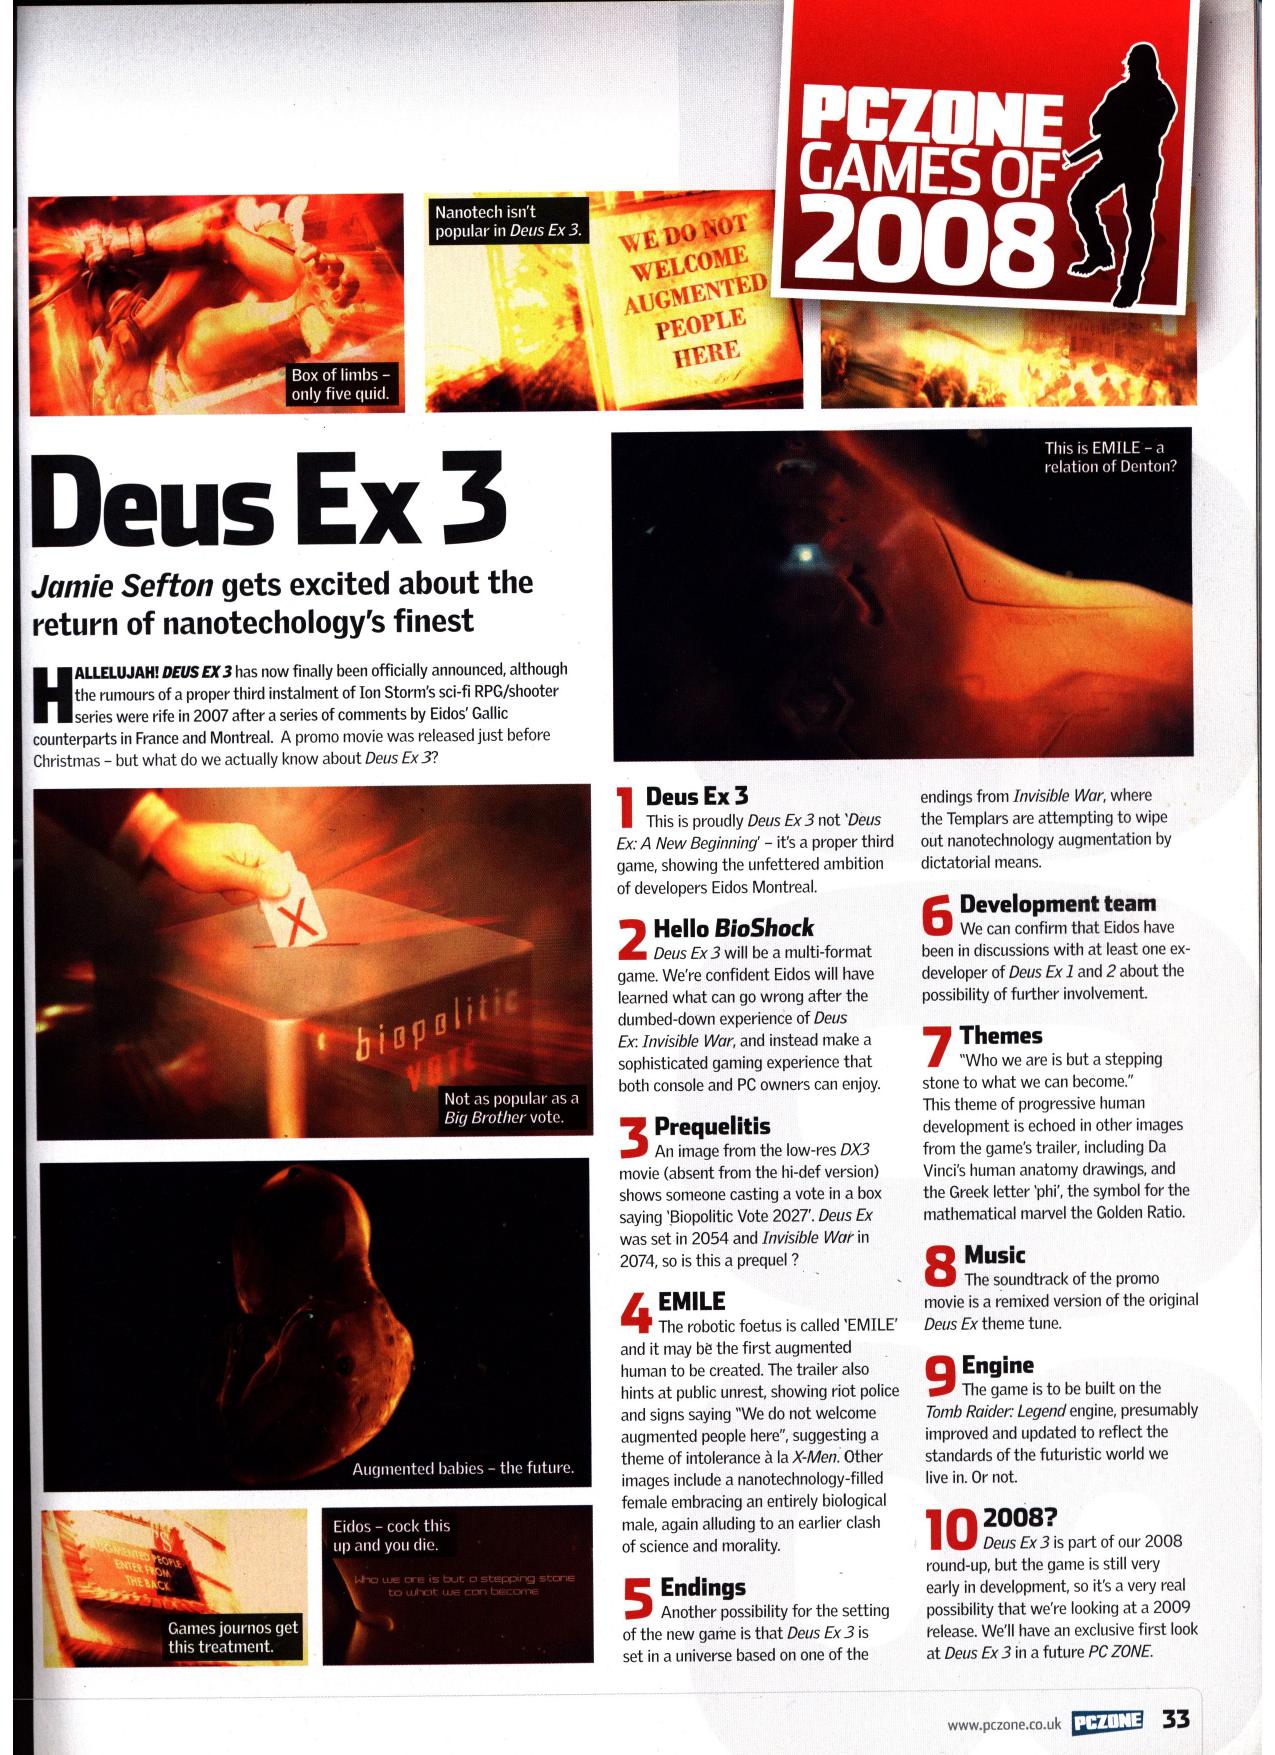 PCZONE
GAMES OF
2008
Nanotech isn't
popular in Deus Ex 3.
WE DO NOT
WELCOME
AUGMENTED
PEOPLE
HERE
Box of limbs –
only five quid.
Deus Ex 3
Jamie Sefton gets excited about the
return of nanotechology's finest
HALLELUJAH! DEUS EX 3 has now finally been officially announced, although
the rumours of a proper third instalment of Ion Storm's sci-fi RPG/shooter
series were rife in 2007 after a series of comments by Eidos' Gallic
counterparts in France and Montreal. A promo movie was released just before
Christmas – but what do we actually know about Deus Ex 3?
This is EMILE – a
relation of Denton?
biopolitic
VOTE
Not as popular as a
Big Brother vote.
Augmented babies – the future.
AUGMENTED PEOPLE
ENTER FROM
THE BACK
Games journos get
this treatment.
Eidos – cock this
up and you die.
Who we are is but a stepping stone
to what we can become
1 Deus Ex 3
This is proudly Deus Ex 3 not 'Deus
Ex: A New Beginning' – it's a proper third
game, showing the unfettered ambition
of developers Eidos Montreal.
2 Hello BioShock
Deus Ex 3 will be a multi-format
game. We're confident Eidos will have
learned what can go wrong after the
dumbed-down experience of Deus
Ex: Invisible War, and instead make a
sophisticated gaming experience that
both console and PC owners can enjoy.
3 Prequelitis
An image from the low-res DX3
movie (absent from the hi-def version)
shows someone casting a vote in a box
saying 'Biopolitic Vote 2027'. Deus Ex
was set in 2054 and Invisible War in
2074, so is this a prequel ?
4 EMILE
The robotic foetus is called 'EMILE'
and it may be the first augmented
human to be created. The trailer also
hints at public unrest, showing riot police
and signs saying "We do not welcome
augmented people here", suggesting a
theme of intolerance à la X-Men. Other
images include a nanotechnology-filled
female embracing an entirely biological
male, again alluding to an earlier clash
of science and morality.
5 Endings
Another possibility for the setting
of the new game is that Deus Ex 3 is
set in a universe based on one of the
endings from Invisible War, where
the Templars are attempting to wipe
out nanotechnology augmentation by
dictatorial means.
6 Development team
We can confirm that Eidos have
been in discussions with at least one ex-
developer of Deus Ex 1 and 2 about the
possibility of further involvement.
7 Themes
"Who we are is but a stepping
stone to what we can become."
This theme of progressive human
development is echoed in other images
from the game's trailer, including Da
Vinci's human anatomy drawings, and
the Greek letter 'phi', the symbol for the
mathematical marvel the Golden Ratio.
8 Music
The soundtrack of the promo
movie is a remixed version of the original
Deus Ex theme tune.
9 Engine
The game is to be built on the
Tomb Raider: Legend engine, presumably
improved and updated to reflect the
standards of the futuristic world we
live in. Or not.
10 2008?
Deus Ex 3 is part of our 2008
round-up, but the game is still very
early in development, so it's a very real
possibility that we're looking at a 2009
release. We'll have an exclusive first look
at Deus Ex 3 in a future PC ZONE.
www.pczone.co.uk PCZONE 33